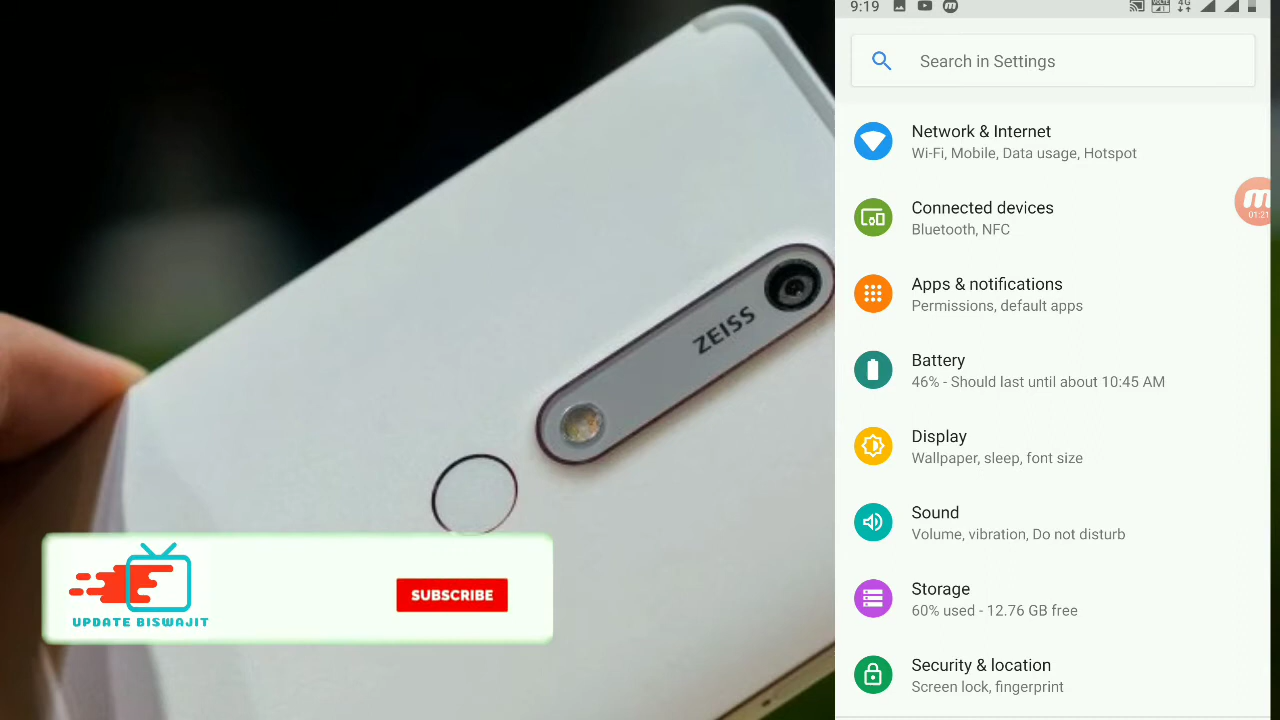 ZEISS
UPDATE BISWAJIT
SUBSCRIBE
9:19
Search in Settings
Network & Internet
Wi-Fi, Mobile, Data usage, Hotspot
01:21
Connected devices
Bluetooth, NFC
Apps & notifications
Permissions, default apps
Battery
46% - Should last until about 10:45 AM
Display
Wallpaper, sleep, font size
Sound
Volume, vibration, Do not disturb
Storage
60% used - 12.76 GB free
Security & location
Screen lock, fingerprint